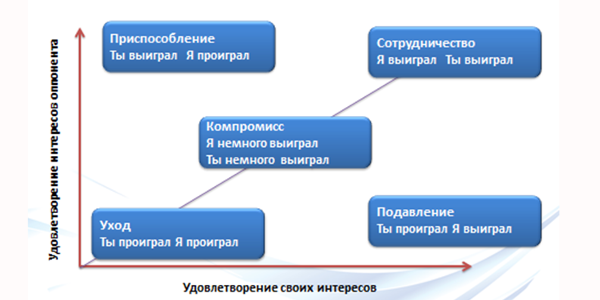 Удовлетворение интересов оппонента
Приспособление
Ты выиграл Я проиграл
Сотрудничество
Я выиграл Ты выиграл
Компромисс
Я немного выиграл
Ты немного выиграл
Уход
Ты проиграл Я проиграл
Подавление
Ты проиграл Я выиграл
Удовлетворение своих интересов